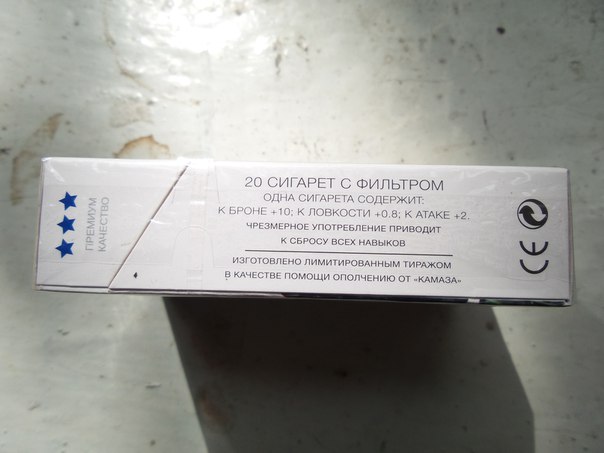 ★★★
ПРЕМИУМ
КАЧЕСТВО
20 СИГАРЕТ С ФИЛЬТРОМ
ОДНА СИГАРЕТА СОДЕРЖИТ:
К БРОНЕ +10; К ЛОВКОСТИ +0.8; К АТАКЕ +2.
ЧРЕЗМЕРНОЕ УПОТРЕБЛЕНИЕ ПРИВОДИТ
К СБРОСУ ВСЕХ НАВЫКОВ
ИЗГОТОВЛЕНО ЛИМИТИРОВАННЫМ ТИРАЖОМ
В КАЧЕСТВЕ ПОМОЩИ ОПОЛЧЕНИЮ ОТ «КАМАЗА»
CE